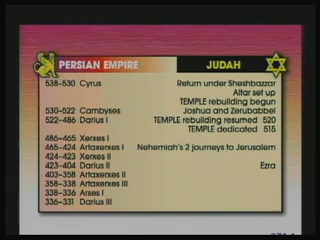 PERSIAN EMPIRE JUDAH
538-530 Cyrus Return under Sheshbazzar
Altar set up
TEMPLE rebuilding begun
530-522 Cambyses Joshua and Zerubbabel
522-486 Darius I TEMPLE rebuilding resumed 520
TEMPLE dedicated 515
486-465 Xerxes I
465-424 Artaxerxes I Nehemiah's 2 journeys to Jerusalem
424-423 Xerxes II
423-404 Darius II Ezra
403-358 Artaxerxes II
358-338 Artaxerxes III
338-336 Arses I
336-331 Darius III